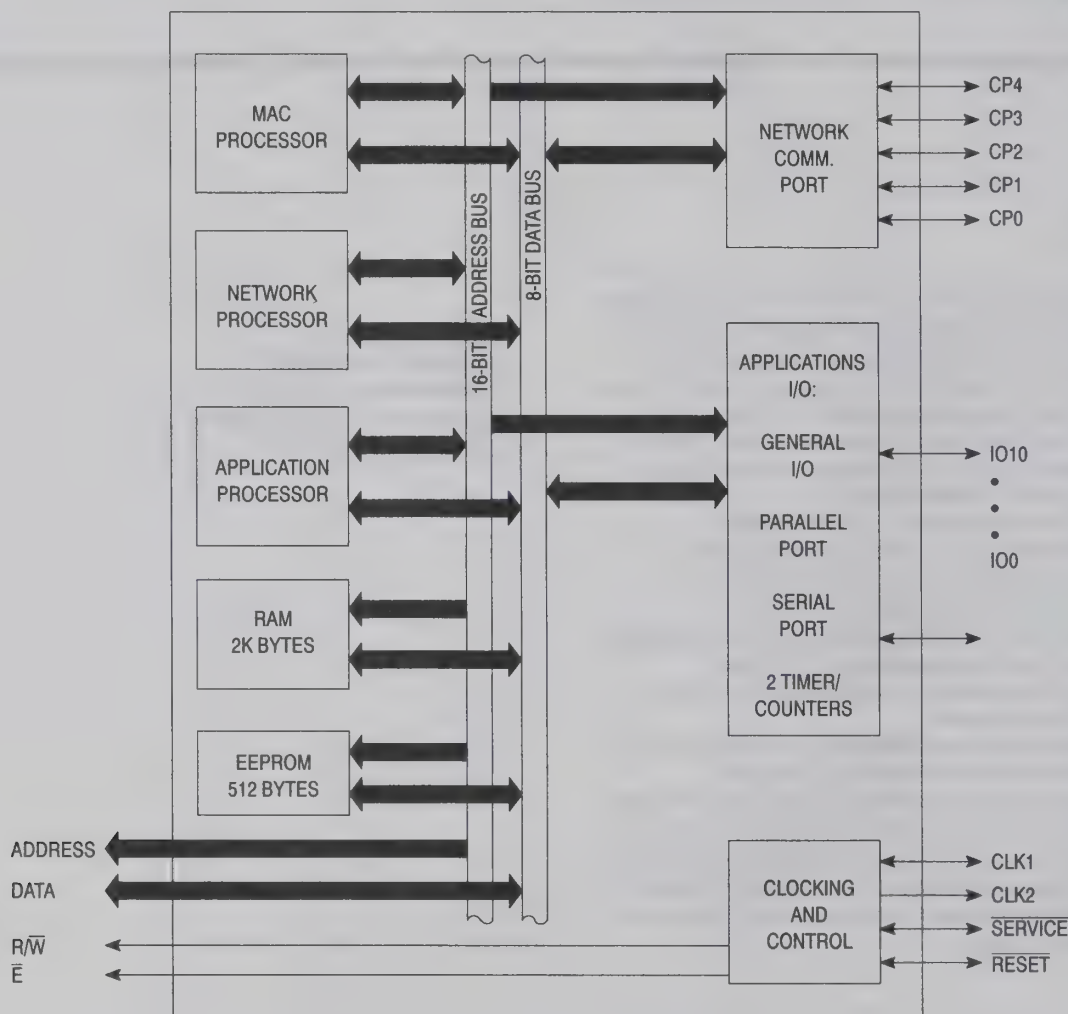 MAC
PROCESSOR
NETWORK
PROCESSOR
APPLICATION
PROCESSOR
RAM
2K BYTES
EEPROM
512 BYTES
16-BIT ADDRESS BUS
8-BIT DATA BUS
NETWORK
COMM.
PORT
CP4
CP3
CP2
CP1
CP0
APPLICATIONS
I/O:
GENERAL
I/O
PARALLEL
PORT
SERIAL
PORT
2 TIMER/
COUNTERS
IO10
•
•
•
IO0
ADDRESS
DATA
R/W̅
E̅
CLOCKING
AND
CONTROL
CLK1
CLK2
S̅E̅R̅V̅I̅C̅E̅
R̅E̅S̅E̅T̅